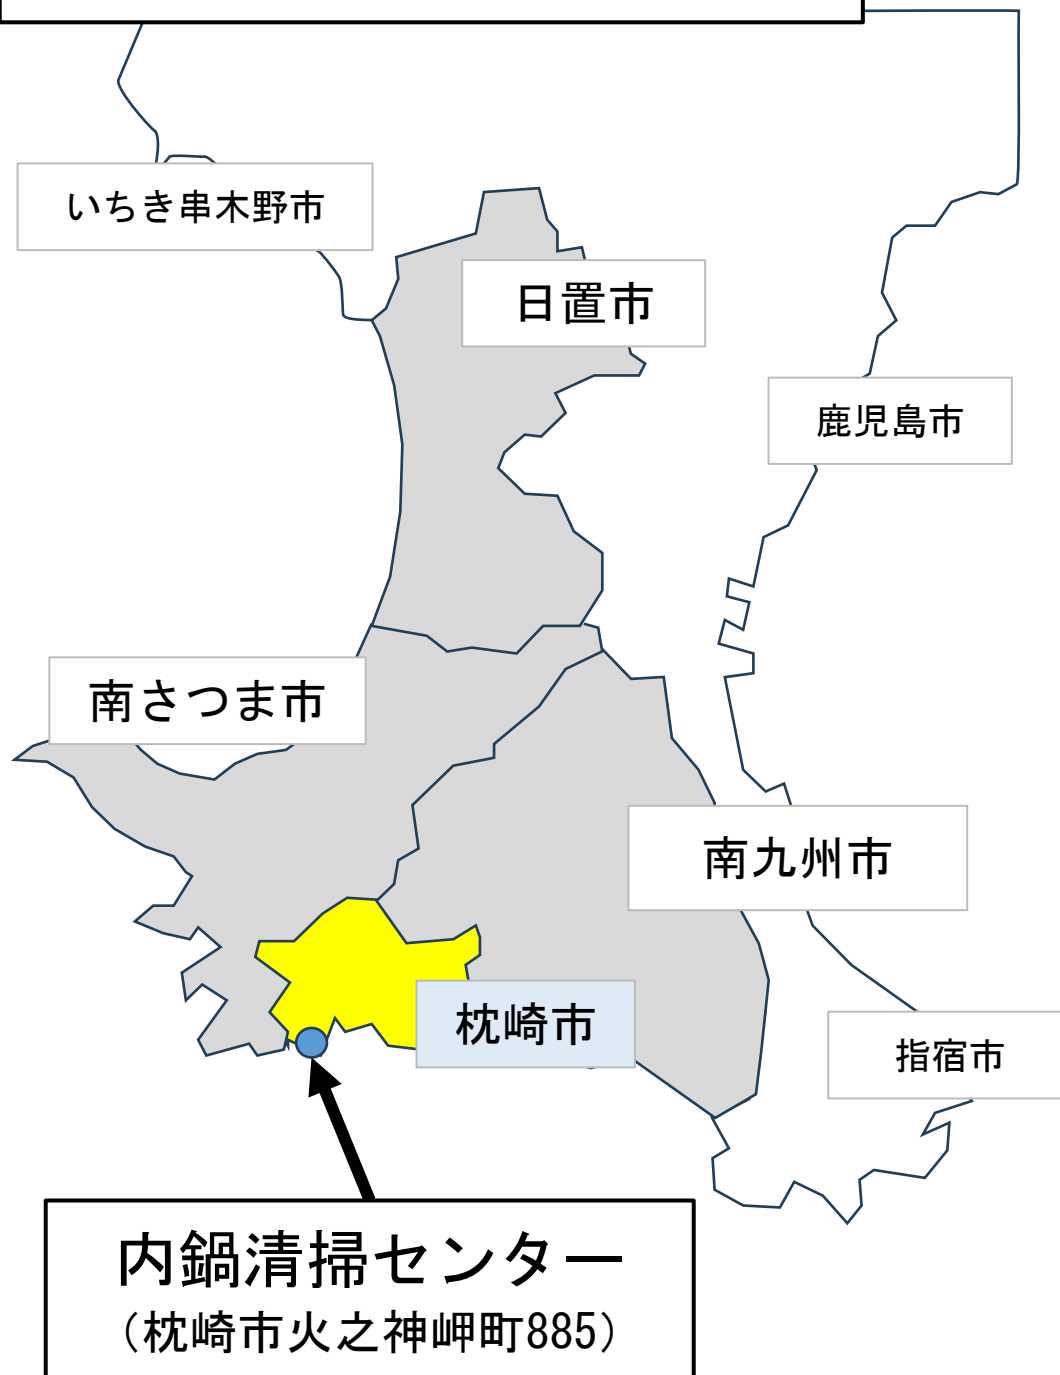 いちき串木野市
日置市
鹿児島市
南さつま市
南九州市
枕崎市
指宿市
内鍋清掃センター
（枕崎市火之神岬町885）